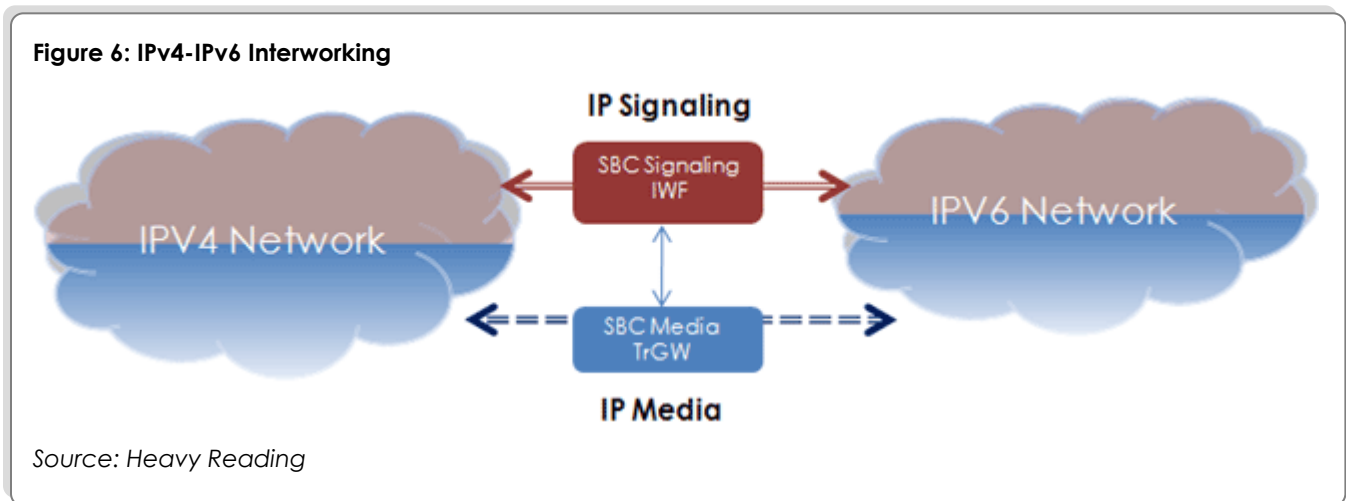 Figure 6: IPv4-IPv6 Interworking
IP Signaling
SBC Signaling
IWF
IPV4 Network
IPV6 Network
SBC Media
TrGW
IP Media
Source: Heavy Reading